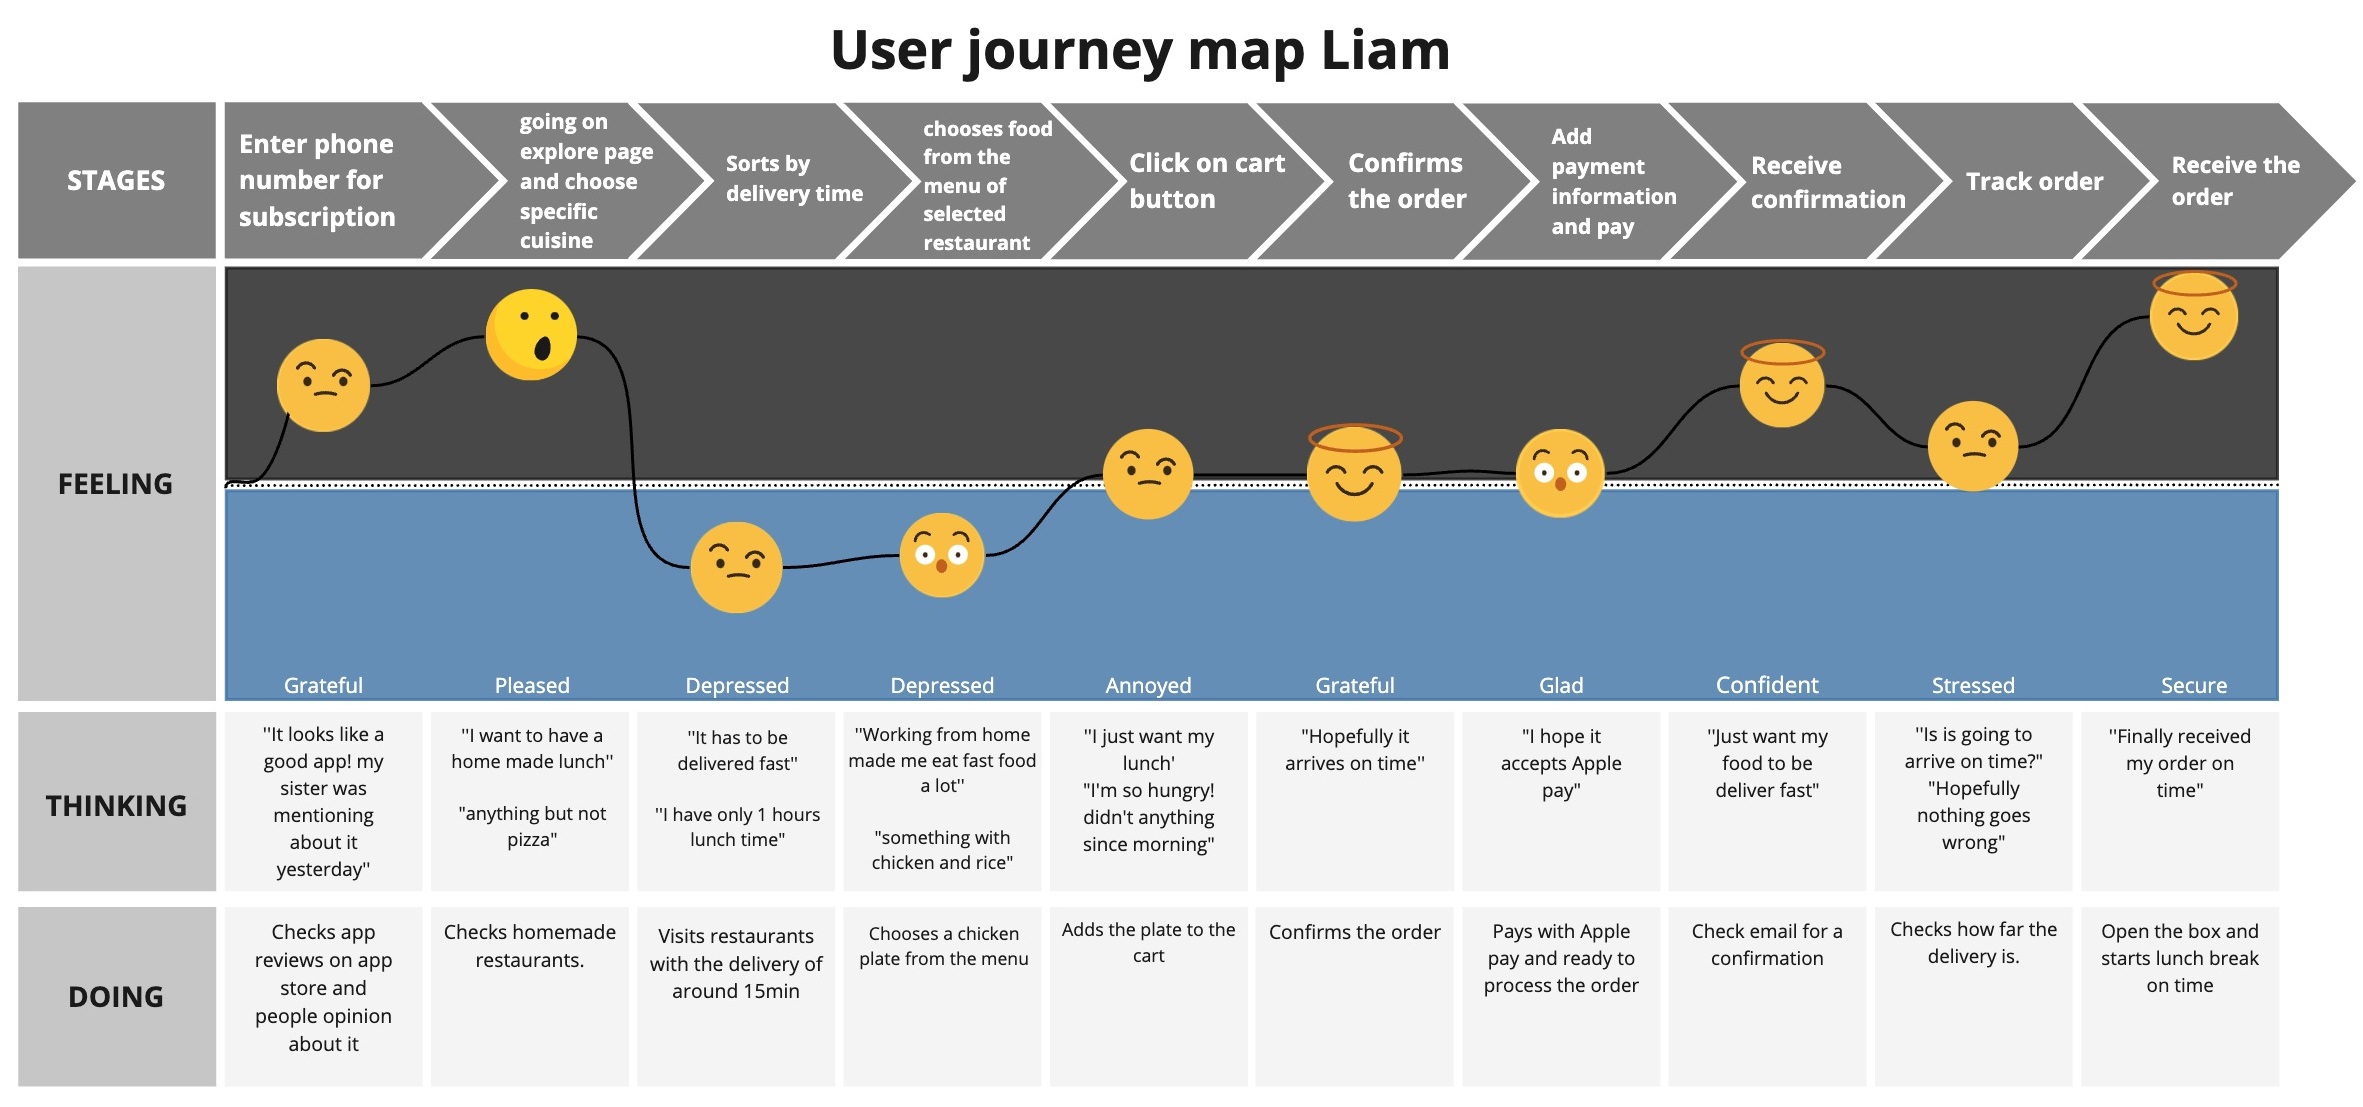 User journey map Liam
STAGES
Enter phone
number for
subscription
going on
explore page
and choose
specific
cuisine
Sorts by
delivery time
chooses food
from the
menu of
selected
restaurant
Click on cart
button
Confirms
the order
Add
payment
information
and pay
Receive
confirmation
Track order
Receive the
order
FEELING
Grateful
Pleased
Depressed
Depressed
Annoyed
Grateful
Glad
Confident
Stressed
Secure
THINKING
''It looks like a
good app! my
sister was
mentioning
about it
yesterday''
''I want to have a
home made lunch''
"anything but not
pizza"
''It has to be
delivered fast''
''I have only 1 hours
lunch time"
''Working from home
made me eat fast food
a lot''
"something with
chicken and rice"
''I just want my
lunch'
"I'm so hungry!
didn't anything
since morning"
"Hopefully it
arrives on time''
"I hope it
accepts Apple
pay"
''Just want my
food to be
deliver fast"
''Is is going to
arrive on time?"
"Hopefully
nothing goes
wrong"
''Finally received
my order on
time"
DOING
Checks app
reviews on app
store and
people opinion
about it
Checks homemade
restaurants.
Visits restaurants
with the delivery of
around 15min
Chooses a chicken
plate from the menu
Adds the plate to the
cart
Confirms the order
Pays with Apple
pay and ready to
process the order
Check email for a
confirmation
Checks how far the
delivery is.
Open the box and
starts lunch break
on time